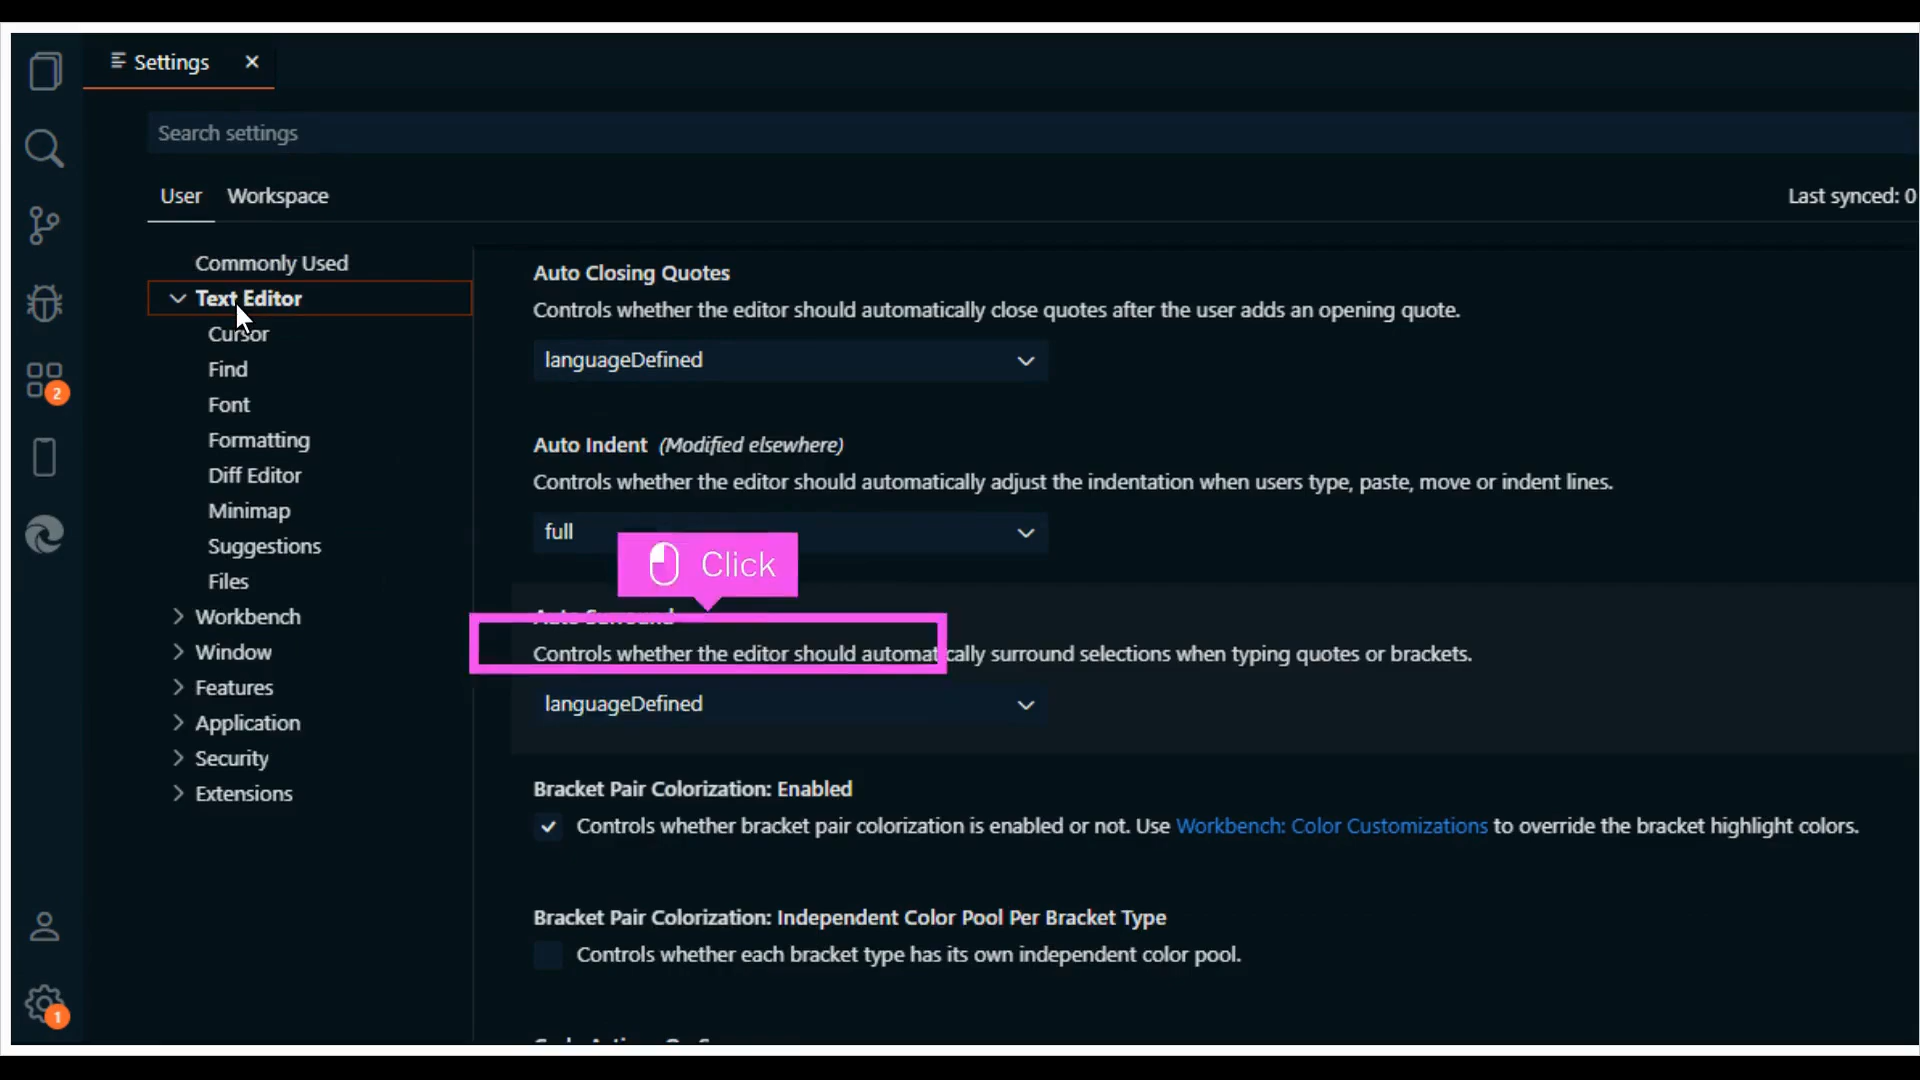 Settings
Search settings
User Workspace
Last synced: 0
Commonly Used
Text Editor
Cursor
Find
Font
Formatting
Diff Editor
Minimap
Suggestions
Files
Workbench
Window
Features
Application
Security
Extensions
2
1
Auto Closing Quotes
Controls whether the editor should automatically close quotes after the user adds an opening quote.
languageDefined
Auto Indent (Modified elsewhere)
Controls whether the editor should automatically adjust the indentation when users type, paste, move or indent lines.
full
Click
Auto Surround
Controls whether the editor should automatically surround selections when typing quotes or brackets.
languageDefined
Bracket Pair Colorization: Enabled
Controls whether bracket pair colorization is enabled or not. Use Workbench: Color Customizations to override the bracket highlight colors.
Bracket Pair Colorization: Independent Color Pool Per Bracket Type
Controls whether each bracket type has its own independent color pool.